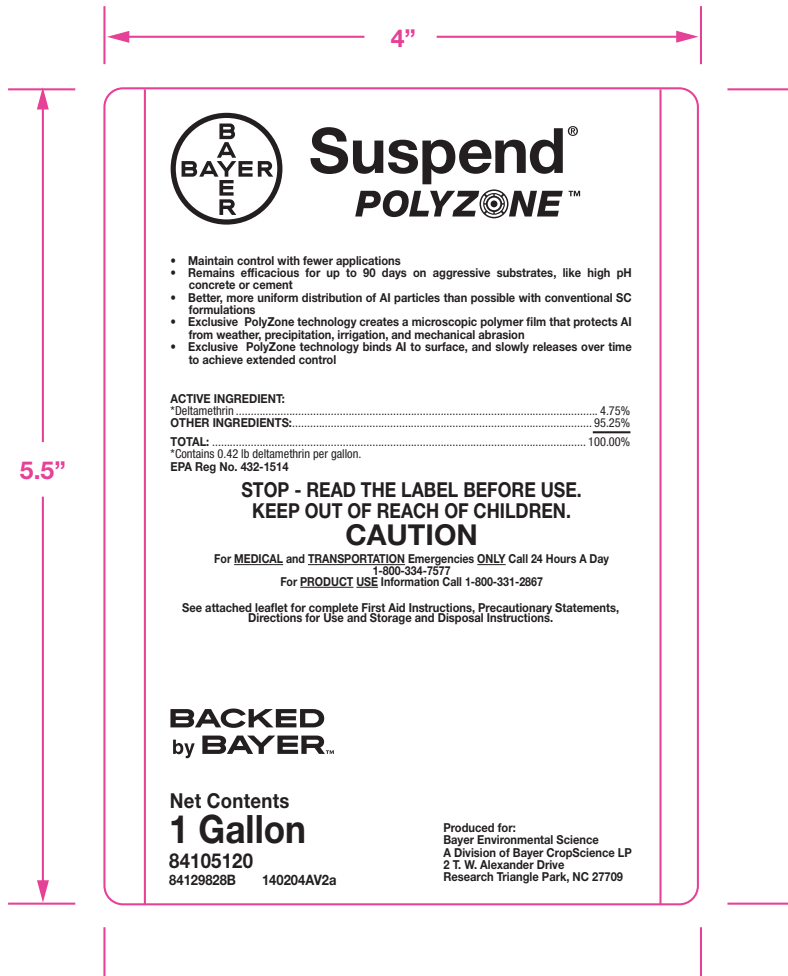 4”
5.5”
BAYER
BAYER
Suspend®
POLYZONE™
• Maintain control with fewer applications
• Remains efficacious for up to 90 days on aggressive substrates, like high pH
concrete or cement
• Better, more uniform distribution of AI particles than possible with conventional SC
formulations
• Exclusive PolyZone technology creates a microscopic polymer film that protects AI
from weather, precipitation, irrigation, and mechanical abrasion
• Exclusive PolyZone technology binds AI to surface, and slowly releases over time
to achieve extended control
ACTIVE INGREDIENT:
*Deltamethrin ........ 4.75%
OTHER INGREDIENTS:........ 95.25%
TOTAL: ........ 100.00%
*Contains 0.42 lb deltamethrin per gallon.
EPA Reg No. 432-1514
STOP - READ THE LABEL BEFORE USE.
KEEP OUT OF REACH OF CHILDREN.
CAUTION
For MEDICAL and TRANSPORTATION Emergencies ONLY Call 24 Hours A Day
1-800-334-7577
For PRODUCT USE Information Call 1-800-331-2867
See attached leaflet for complete First Aid Instructions, Precautionary Statements,
Directions for Use and Storage and Disposal Instructions.
BACKED
by BAYER™
Net Contents
1 Gallon
84105120
84129828B 140204AV2a
Produced for:
Bayer Environmental Science
A Division of Bayer CropScience LP
2 T. W. Alexander Drive
Research Triangle Park, NC 27709